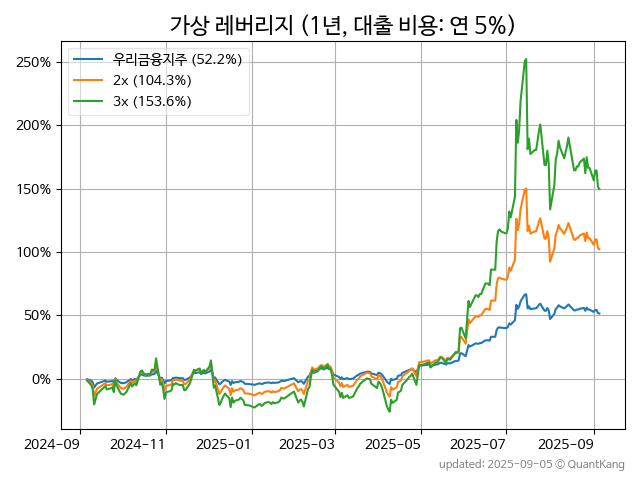 가상 레버리지 (1년, 대출 비용: 연 5%)
우리금융지주 (52.2%)
2x (104.3%)
3x (153.6%)
250%
200%
150%
100%
50%
0%
2024-09 2024-11 2025-01 2025-03 2025-05 2025-07 2025-09
updated: 2025-09-05 © QuantKang